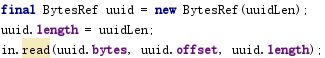 final BytesRef uuid = new BytesRef(uuidLen);
uuid.length = uuidLen;
in.read(uuid.bytes, uuid.offset, uuid.length);